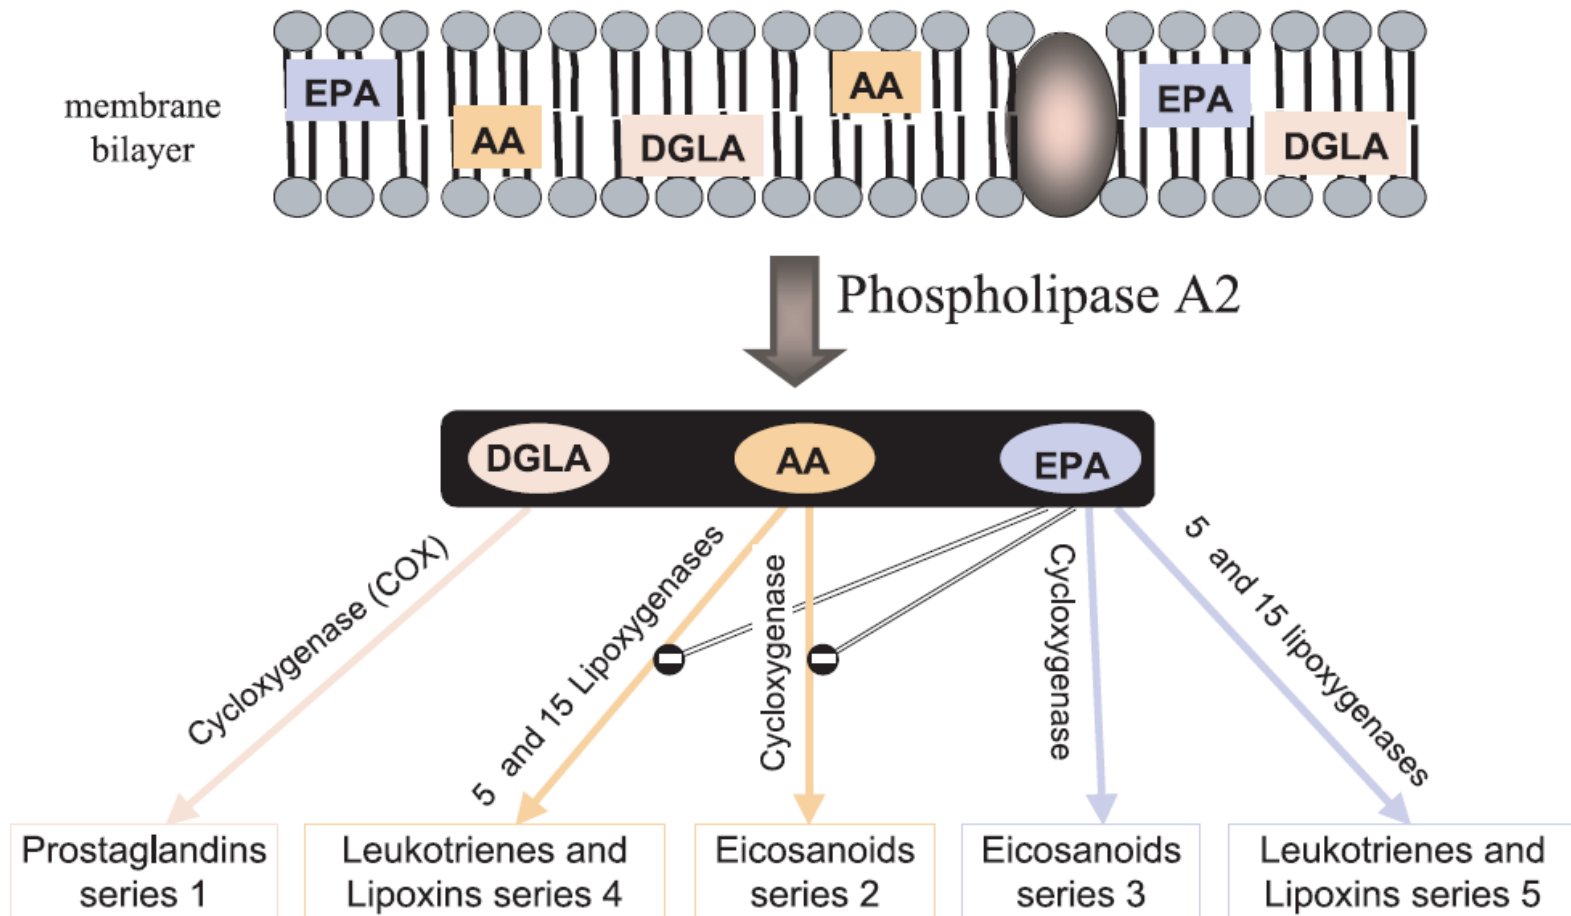 EPA
AA
DGLA
AA
EPA
DGLA
membrane
bilayer
Phospholipase A2
DGLA
AA
EPA
Cycloxygenase (COX)
5 and 15 Lipoxygenases
Cycloxygenase
Cycloxygenase
5 and 15 lipoxygenases
Prostaglandins
series 1
Leukotrienes and
Lipoxins series 4
Eicosanoids
series 2
Eicosanoids
series 3
Leukotrienes and
Lipoxins series 5